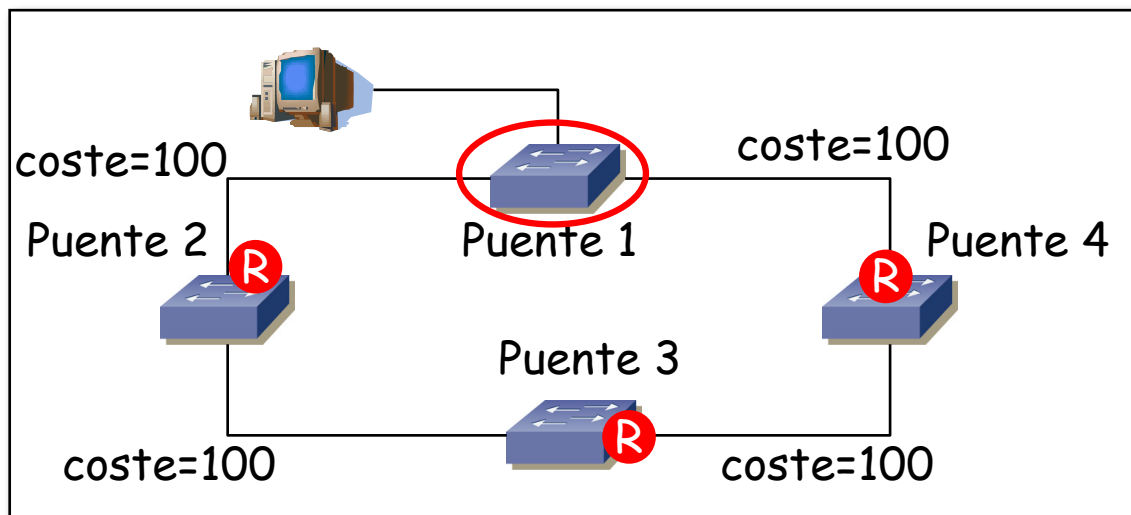 coste=100
coste=100
Puente 2
Puente 1
Puente 4
R
R
Puente 3
R
coste=100
coste=100